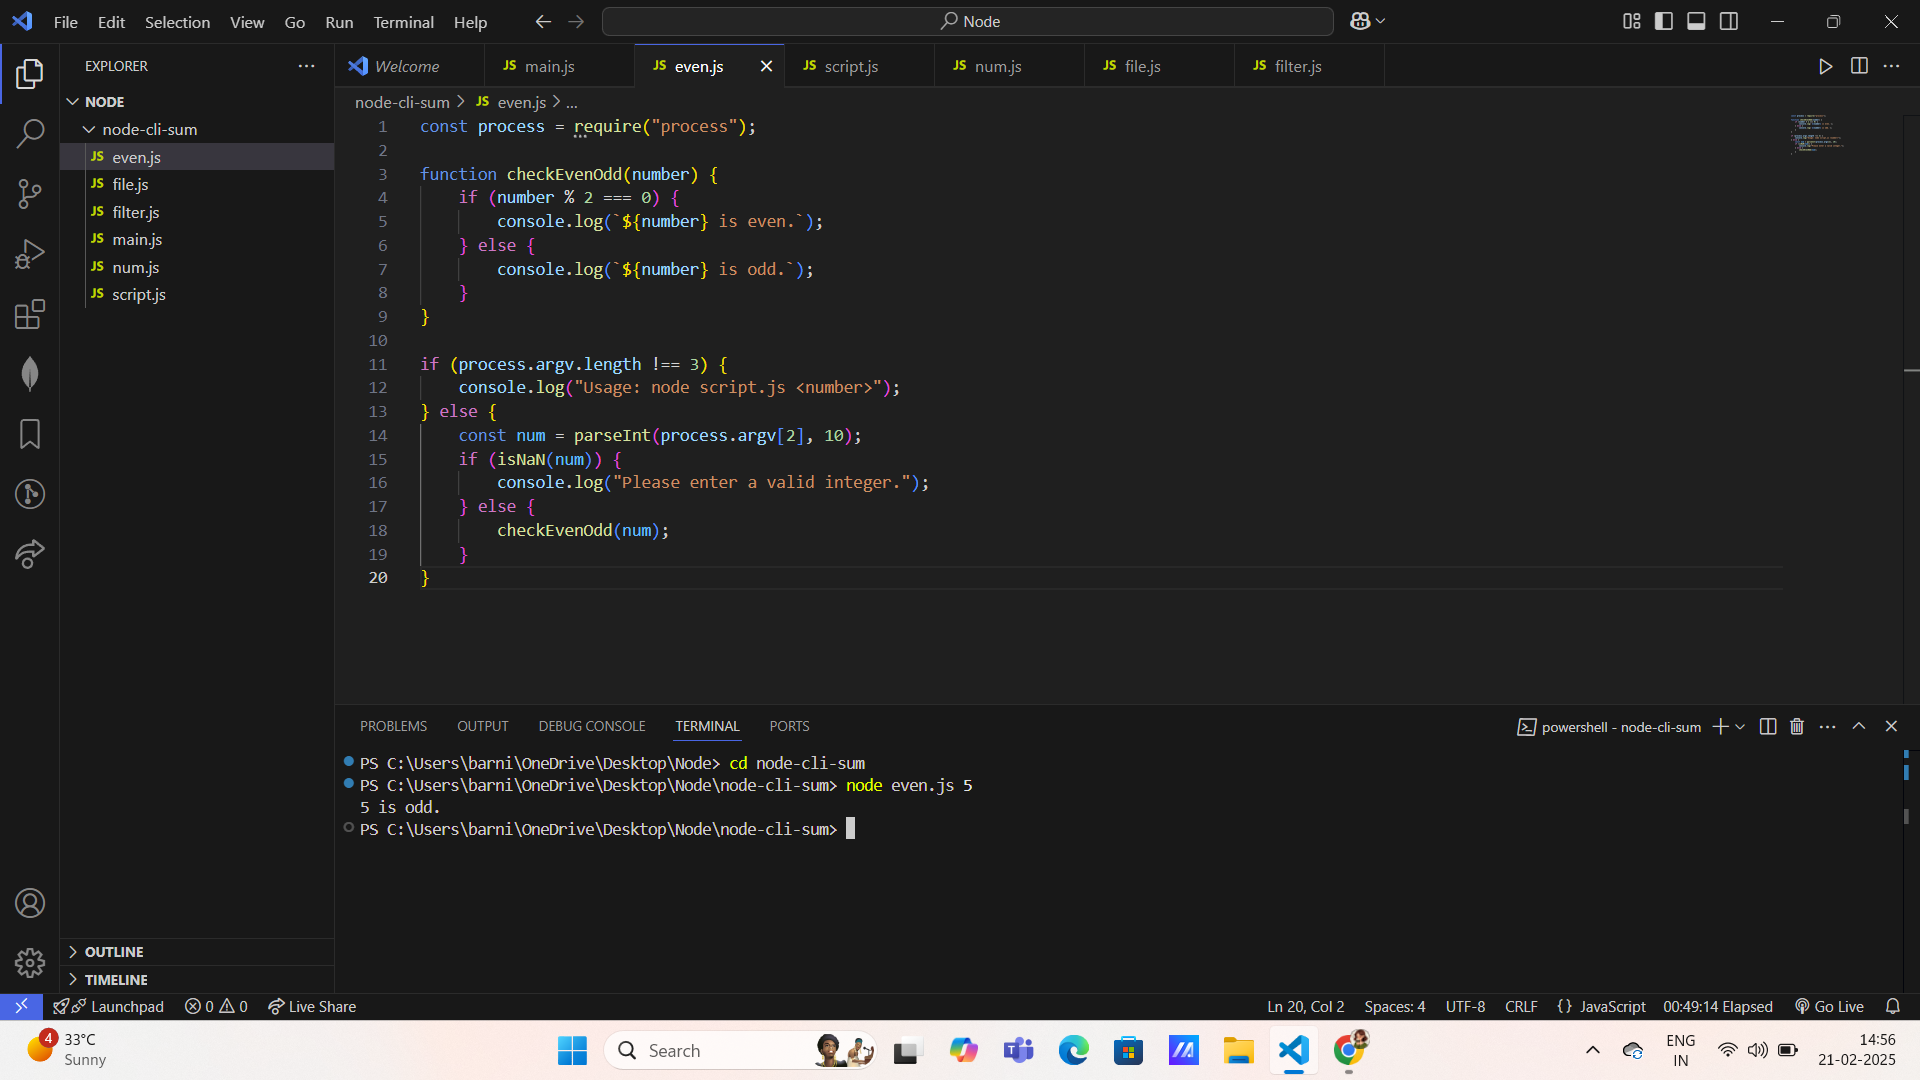 File Edit Selection View Go Run Terminal Help
Node
EXPLORER
Welcome
JS main.js
JS even.js
JS script.js
JS num.js
JS file.js
JS filter.js
NODE
node-cli-sum
JS even.js
JS file.js
JS filter.js
JS main.js
JS num.js
JS script.js
node-cli-sum > JS even.js > ...
1 const process = require("process");
2
3 function checkEvenOdd(number) {
4     if (number % 2 === 0) {
5         console.log(`${number} is even.`);
6     } else {
7         console.log(`${number} is odd.`);
8     }
9 }
10
11 if (process.argv.length !== 3) {
12     console.log("Usage: node script.js <number>");
13 } else {
14     const num = parseInt(process.argv[2], 10);
15     if (isNaN(num)) {
16         console.log("Please enter a valid integer.");
17     } else {
18         checkEvenOdd(num);
19     }
20 }
PROBLEMS OUTPUT DEBUG CONSOLE TERMINAL PORTS
powershell - node-cli-sum
PS C:\Users\barni\OneDrive\Desktop\Node> cd node-cli-sum
PS C:\Users\barni\OneDrive\Desktop\Node\node-cli-sum> node even.js 5
5 is odd.
PS C:\Users\barni\OneDrive\Desktop\Node\node-cli-sum>
OUTLINE
TIMELINE
Launchpad 0 0 Live Share
Ln 20, Col 2 Spaces: 4 UTF-8 CRLF {} JavaScript 00:49:14 Elapsed Go Live
4
33°C
Sunny
Search
ENG
IN
14:56
21-02-2025